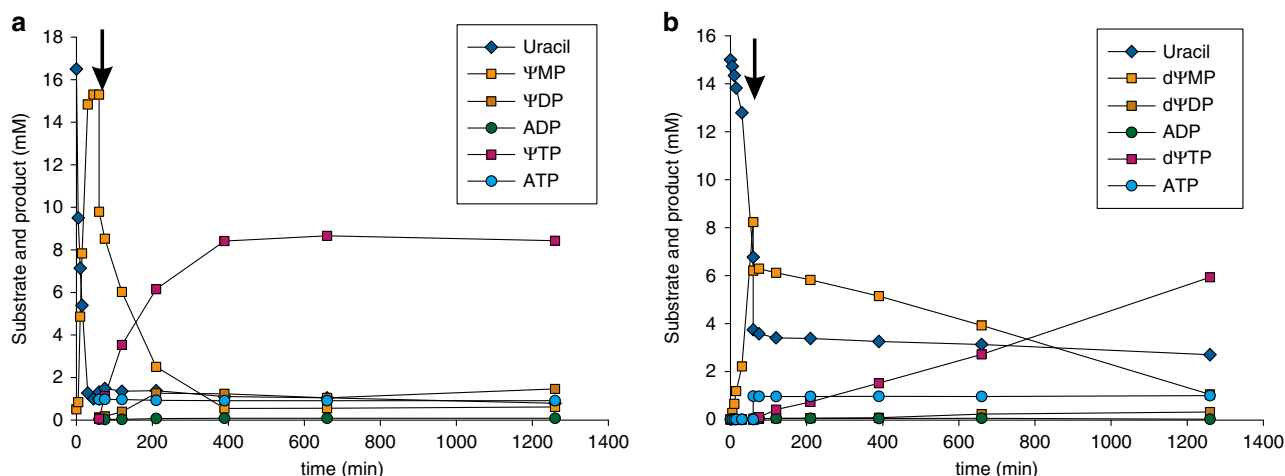 a
18
16
14
12
10
8
6
4
2
0
Substrate and product (mM)
0 200 400 600 800 1000 1200 1400
time (min)
Uracil
ΨMP
ΨDP
ADP
ΨTP
ATP
b
16
14
12
10
8
6
4
2
0
Substrate and product (mM)
0 200 400 600 800 1000 1200 1400
time (min)
Uracil
dΨMP
dΨDP
ADP
dΨTP
ATP